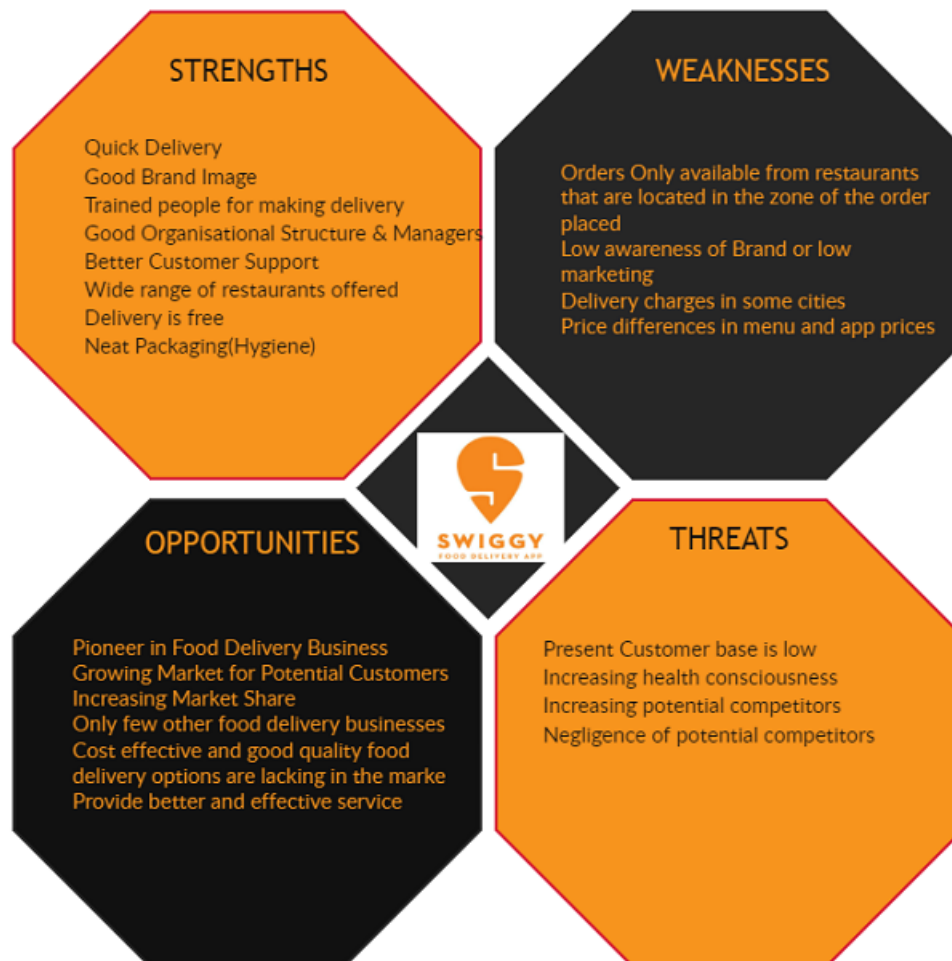 STRENGTHS
Quick Delivery
Good Brand Image
Trained people for making delivery
Good Organisational Structure & Managers
Better Customer Support
Wide range of restaurants offered
Delivery is free
Neat Packaging(Hygiene)
WEAKNESSES
Orders Only available from restaurants
that are located in the zone of the order
placed
Low awareness of Brand or low
marketing
Delivery charges in some cities
Price differences in menu and app prices
SWIGGY
FOOD DELIVERY APP
OPPORTUNITIES
Pioneer in Food Delivery Business
Growing Market for Potential Customers
Increasing Market Share
Only few other food delivery businesses
Cost effective and good quality food
delivery options are lacking in the marke
Provide better and effective service
THREATS
Present Customer base is low
Increasing health consciousness
Increasing potential competitors
Negligence of potential competitors